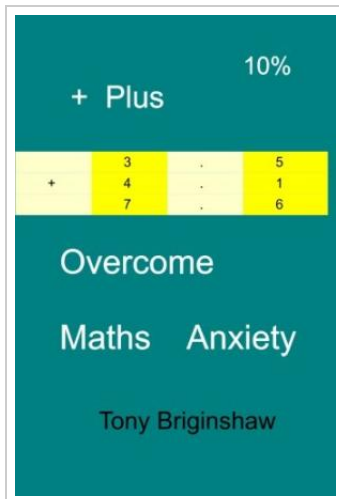 10%
+ Plus
3 . 5
+ 4 . 1
7 . 6
Overcome
Maths Anxiety
Tony Briginshaw